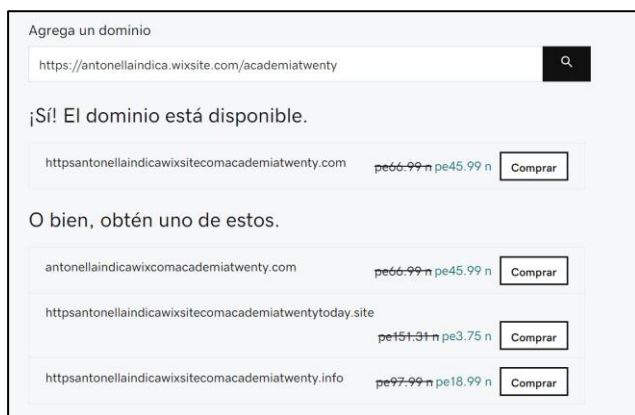 Agrega un dominio
https://antonellaindica.wixsite.com/academiatwenty
¡Sí! El dominio está disponible.
httpsantonellaindicawixsitecomacademiatwenty.com pe66.99 n pe45.99 n Comprar
O bien, obtén uno de estos.
antonellaindicawixcomacademiatwenty.com pe66.99 n pe45.99 n Comprar
httpsantonellaindicawixsitecomacademiatwentytoday.site
pe151.31 n pe3.75 n Comprar
httpsantonellaindicawixsitecomacademiatwenty.info pe97.99 n pe18.99 n Comprar